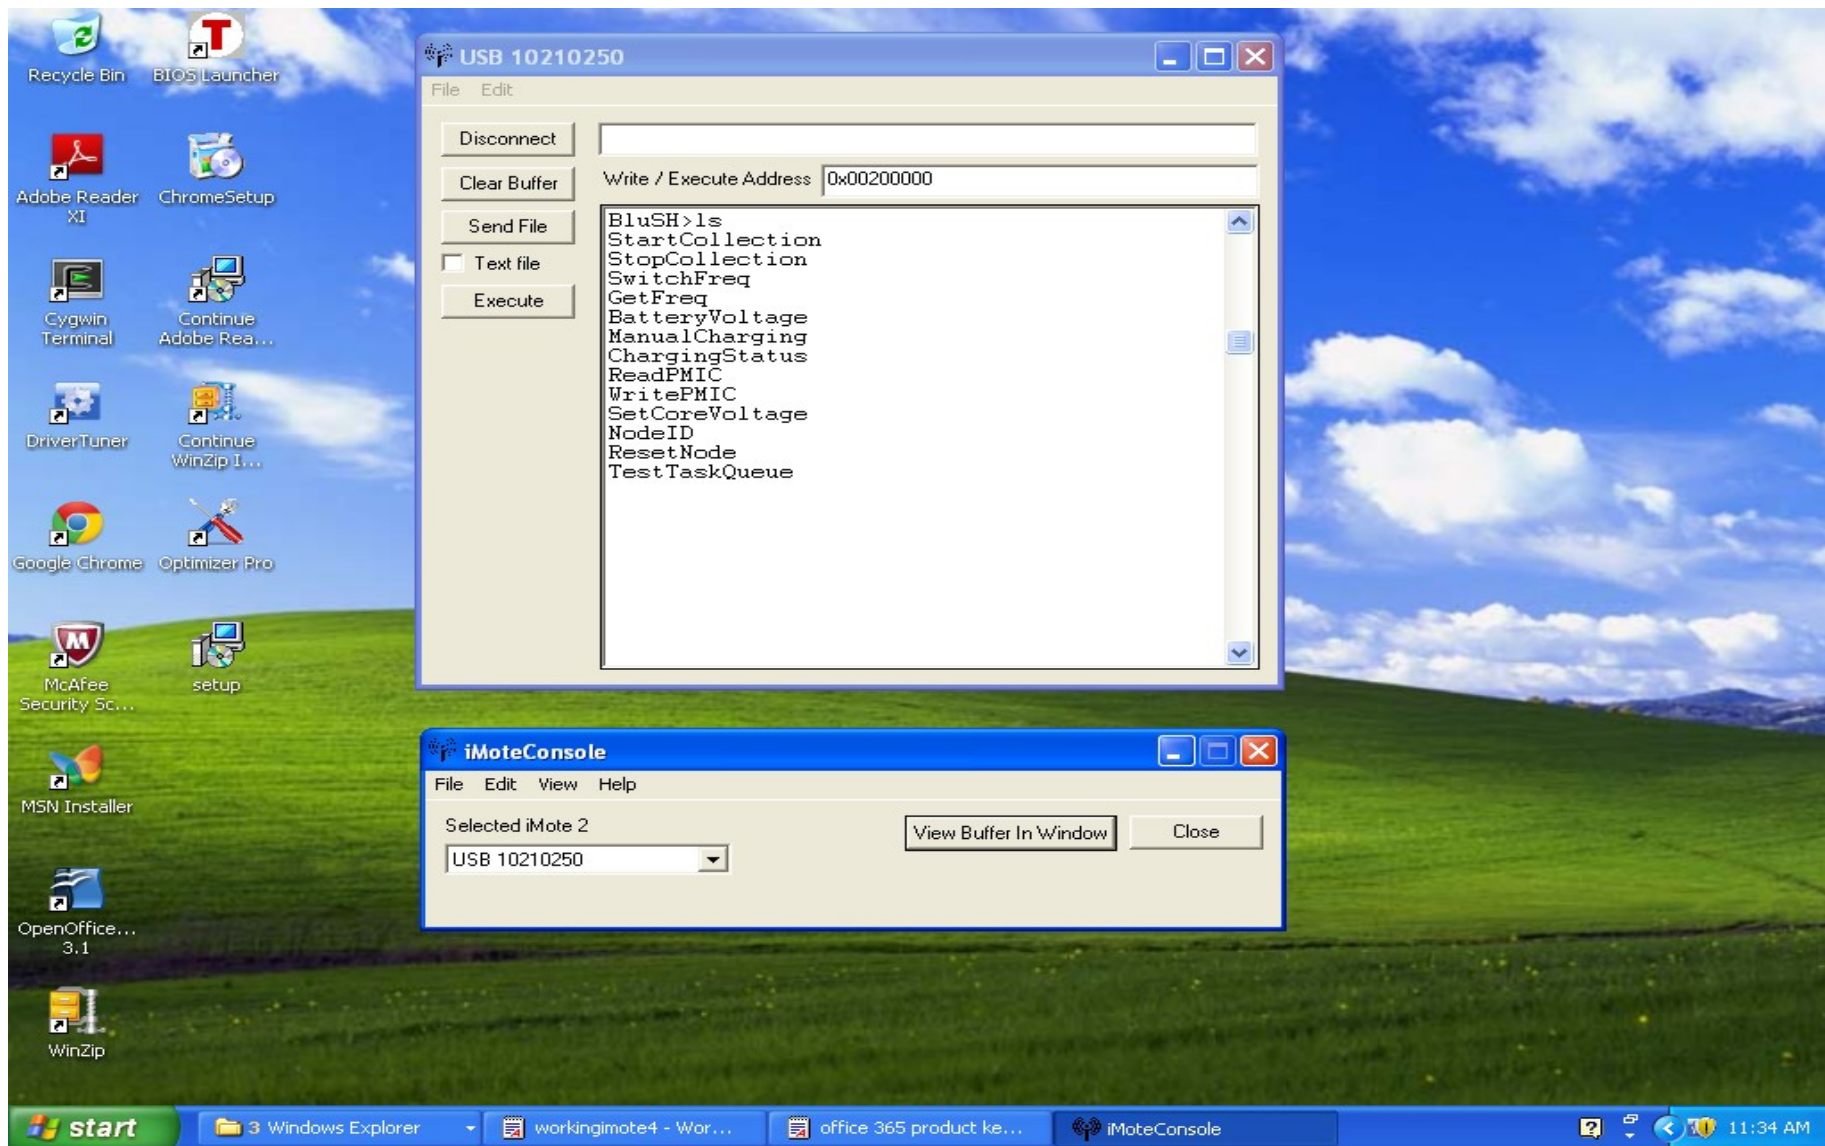 Recycle Bin
BIOS Launcher
Adobe Reader
XI
ChromeSetup
Cygwin
Terminal
Continue
Adobe Rea...
DriverTuner
Continue
WinZip I...
Google Chrome
Optimizer Pro
McAfee
Security Sc...
setup
MSN Installer
OpenOffice...
3.1
WinZip
USB 10210250
File Edit
Disconnect
Clear Buffer
Write / Execute Address 0x00200000
Send File
Text file
Execute
BluSH>ls
StartCollection
StopCollection
SwitchFreq
GetFreq
BatteryVoltage
ManualCharging
ChargingStatus
ReadPMIC
WritePMIC
SetCoreVoltage
NodeID
ResetNode
TestTaskQueue
iMoteConsole
File Edit View Help
Selected iMote 2
USB 10210250
View Buffer In Window
Close
start
3 Windows Explorer
workingimote4 - Wor...
office 365 product ke...
iMoteConsole
11:34 AM